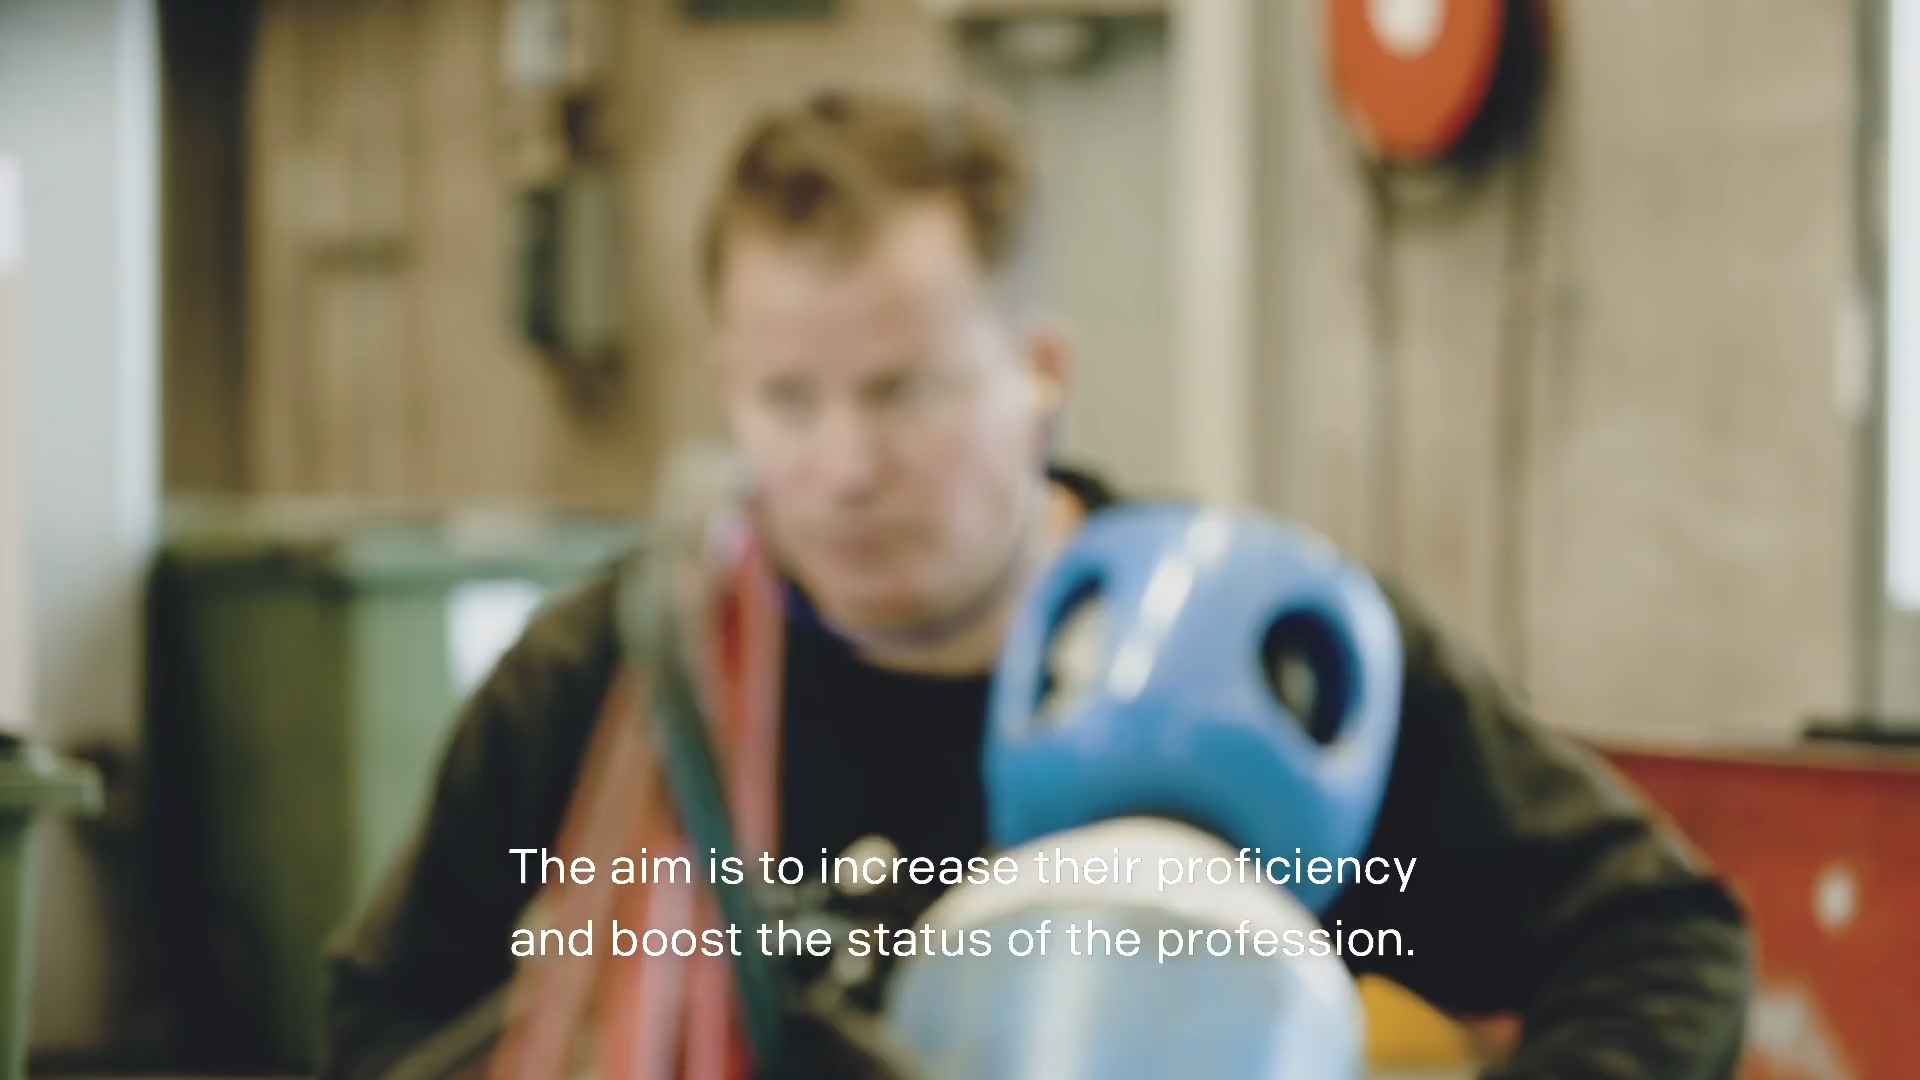 The aim is to increase their proficiency
and boost the status of the profession.